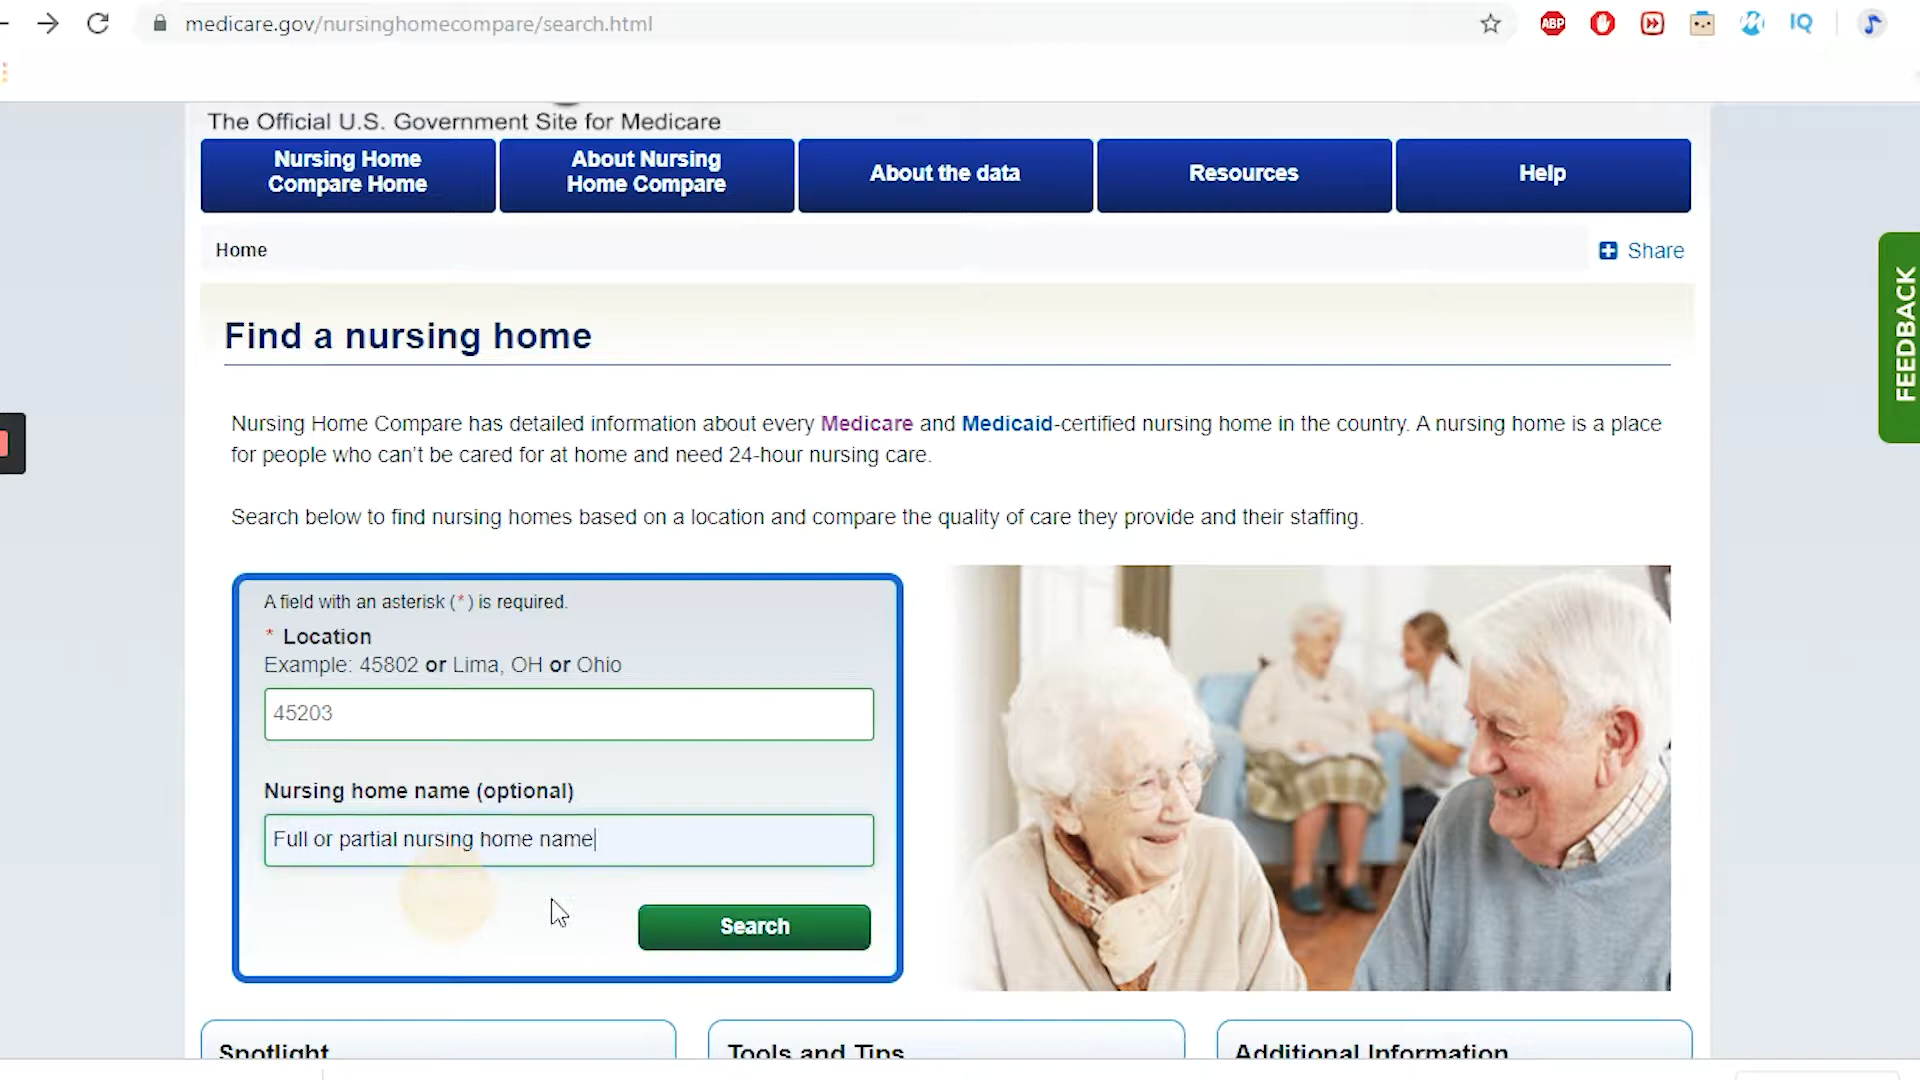 medicare.gov/nursinghomecompare/search.html
ABP
IQ
The Official U.S. Government Site for Medicare
Nursing Home
Compare Home
About Nursing
Home Compare
About the data
Resources
Help
Home
Share
FEEDBACK
Find a nursing home
Nursing Home Compare has detailed information about every Medicare and Medicaid-certified nursing home in the country. A nursing home is a place
for people who can't be cared for at home and need 24-hour nursing care.
Search below to find nursing homes based on a location and compare the quality of care they provide and their staffing.
A field with an asterisk (*) is required.
* Location
Example: 45802 or Lima, OH or Ohio
45203
Nursing home name (optional)
Full or partial nursing home name
Search
Spotlight
Tools and Tips
Additional Information